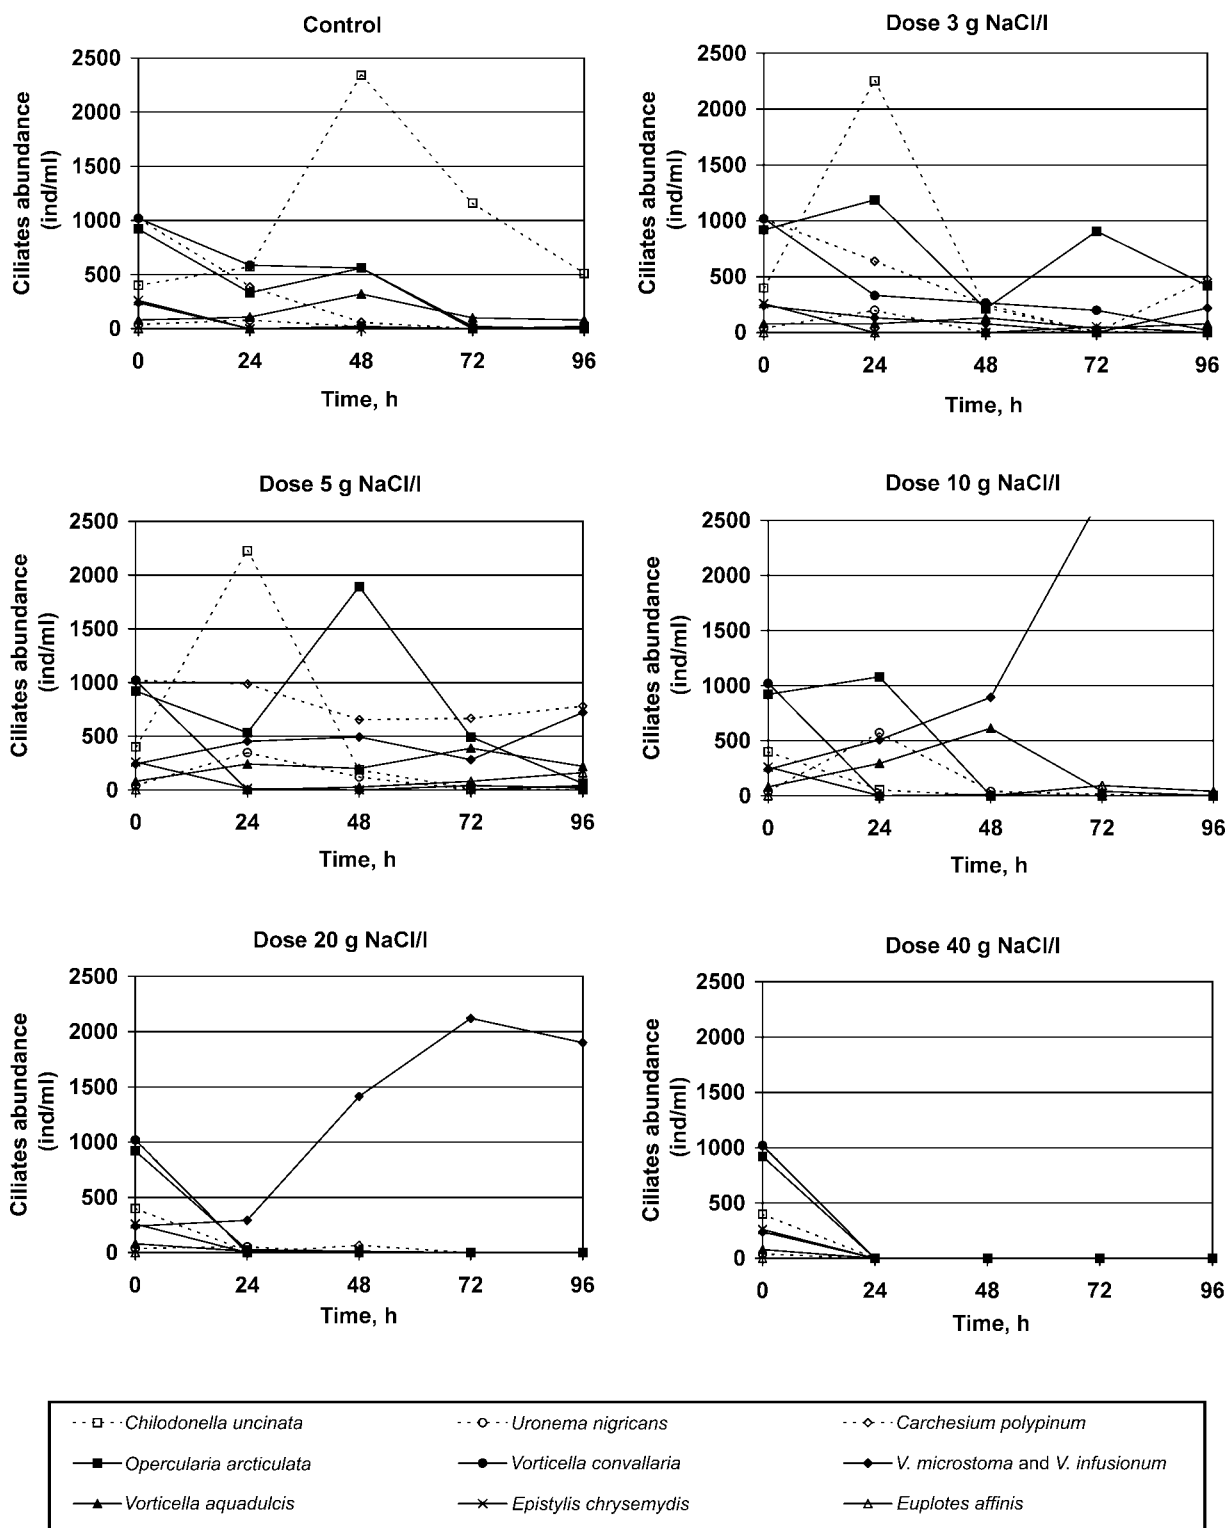 Control
2500
2000
1500
1000
500
0
0 24 48 72 96
Time, h
Ciliates abundance
(ind/ml)
Dose 3 g NaCl/l
2500
2000
1500
1000
500
0
0 24 48 72 96
Time, h
Ciliates abundance
(ind/ml)
Dose 5 g NaCl/l
2500
2000
1500
1000
500
0
0 24 48 72 96
Time, h
Ciliates abundance
(ind/ml)
Dose 10 g NaCl/l
2500
2000
1500
1000
500
0
0 24 48 72 96
Time, h
Ciliates abundance
(ind/ml)
Dose 20 g NaCl/l
2500
2000
1500
1000
500
0
0 24 48 72 96
Time, h
Ciliates abundance
(ind/ml)
Dose 40 g NaCl/l
2500
2000
1500
1000
500
0
0 24 48 72 96
Time, h
Ciliates abundance
(ind/ml)
Chilodonella uncinata Uronema nigricans Carchesium polypinum
Opercularia arcticulata Vorticella convallaria V. microstoma and V. infusionum
Vorticella aquadulcis Epistylis chrysemydis Euplotes affinis